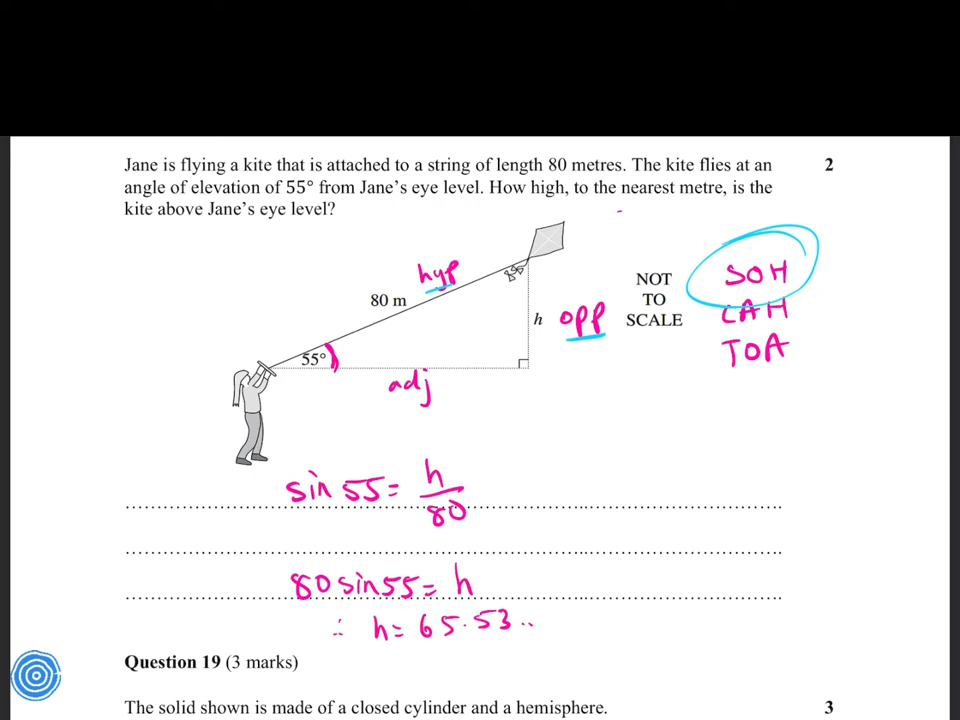 Jane is flying a kite that is attached to a string of length 80 metres. The kite flies at an 2
angle of elevation of 55° from Jane's eye level. How high, to the nearest metre, is the
kite above Jane's eye level?
hyp
80 m
55°
adj
h
opp
NOT
TO
SCALE
SOH
CAH
TOA
sin 55 = h/80
80 sin 55 = h
∴ h = 65.53..
Question 19 (3 marks)
The solid shown is made of a closed cylinder and a hemisphere. 3